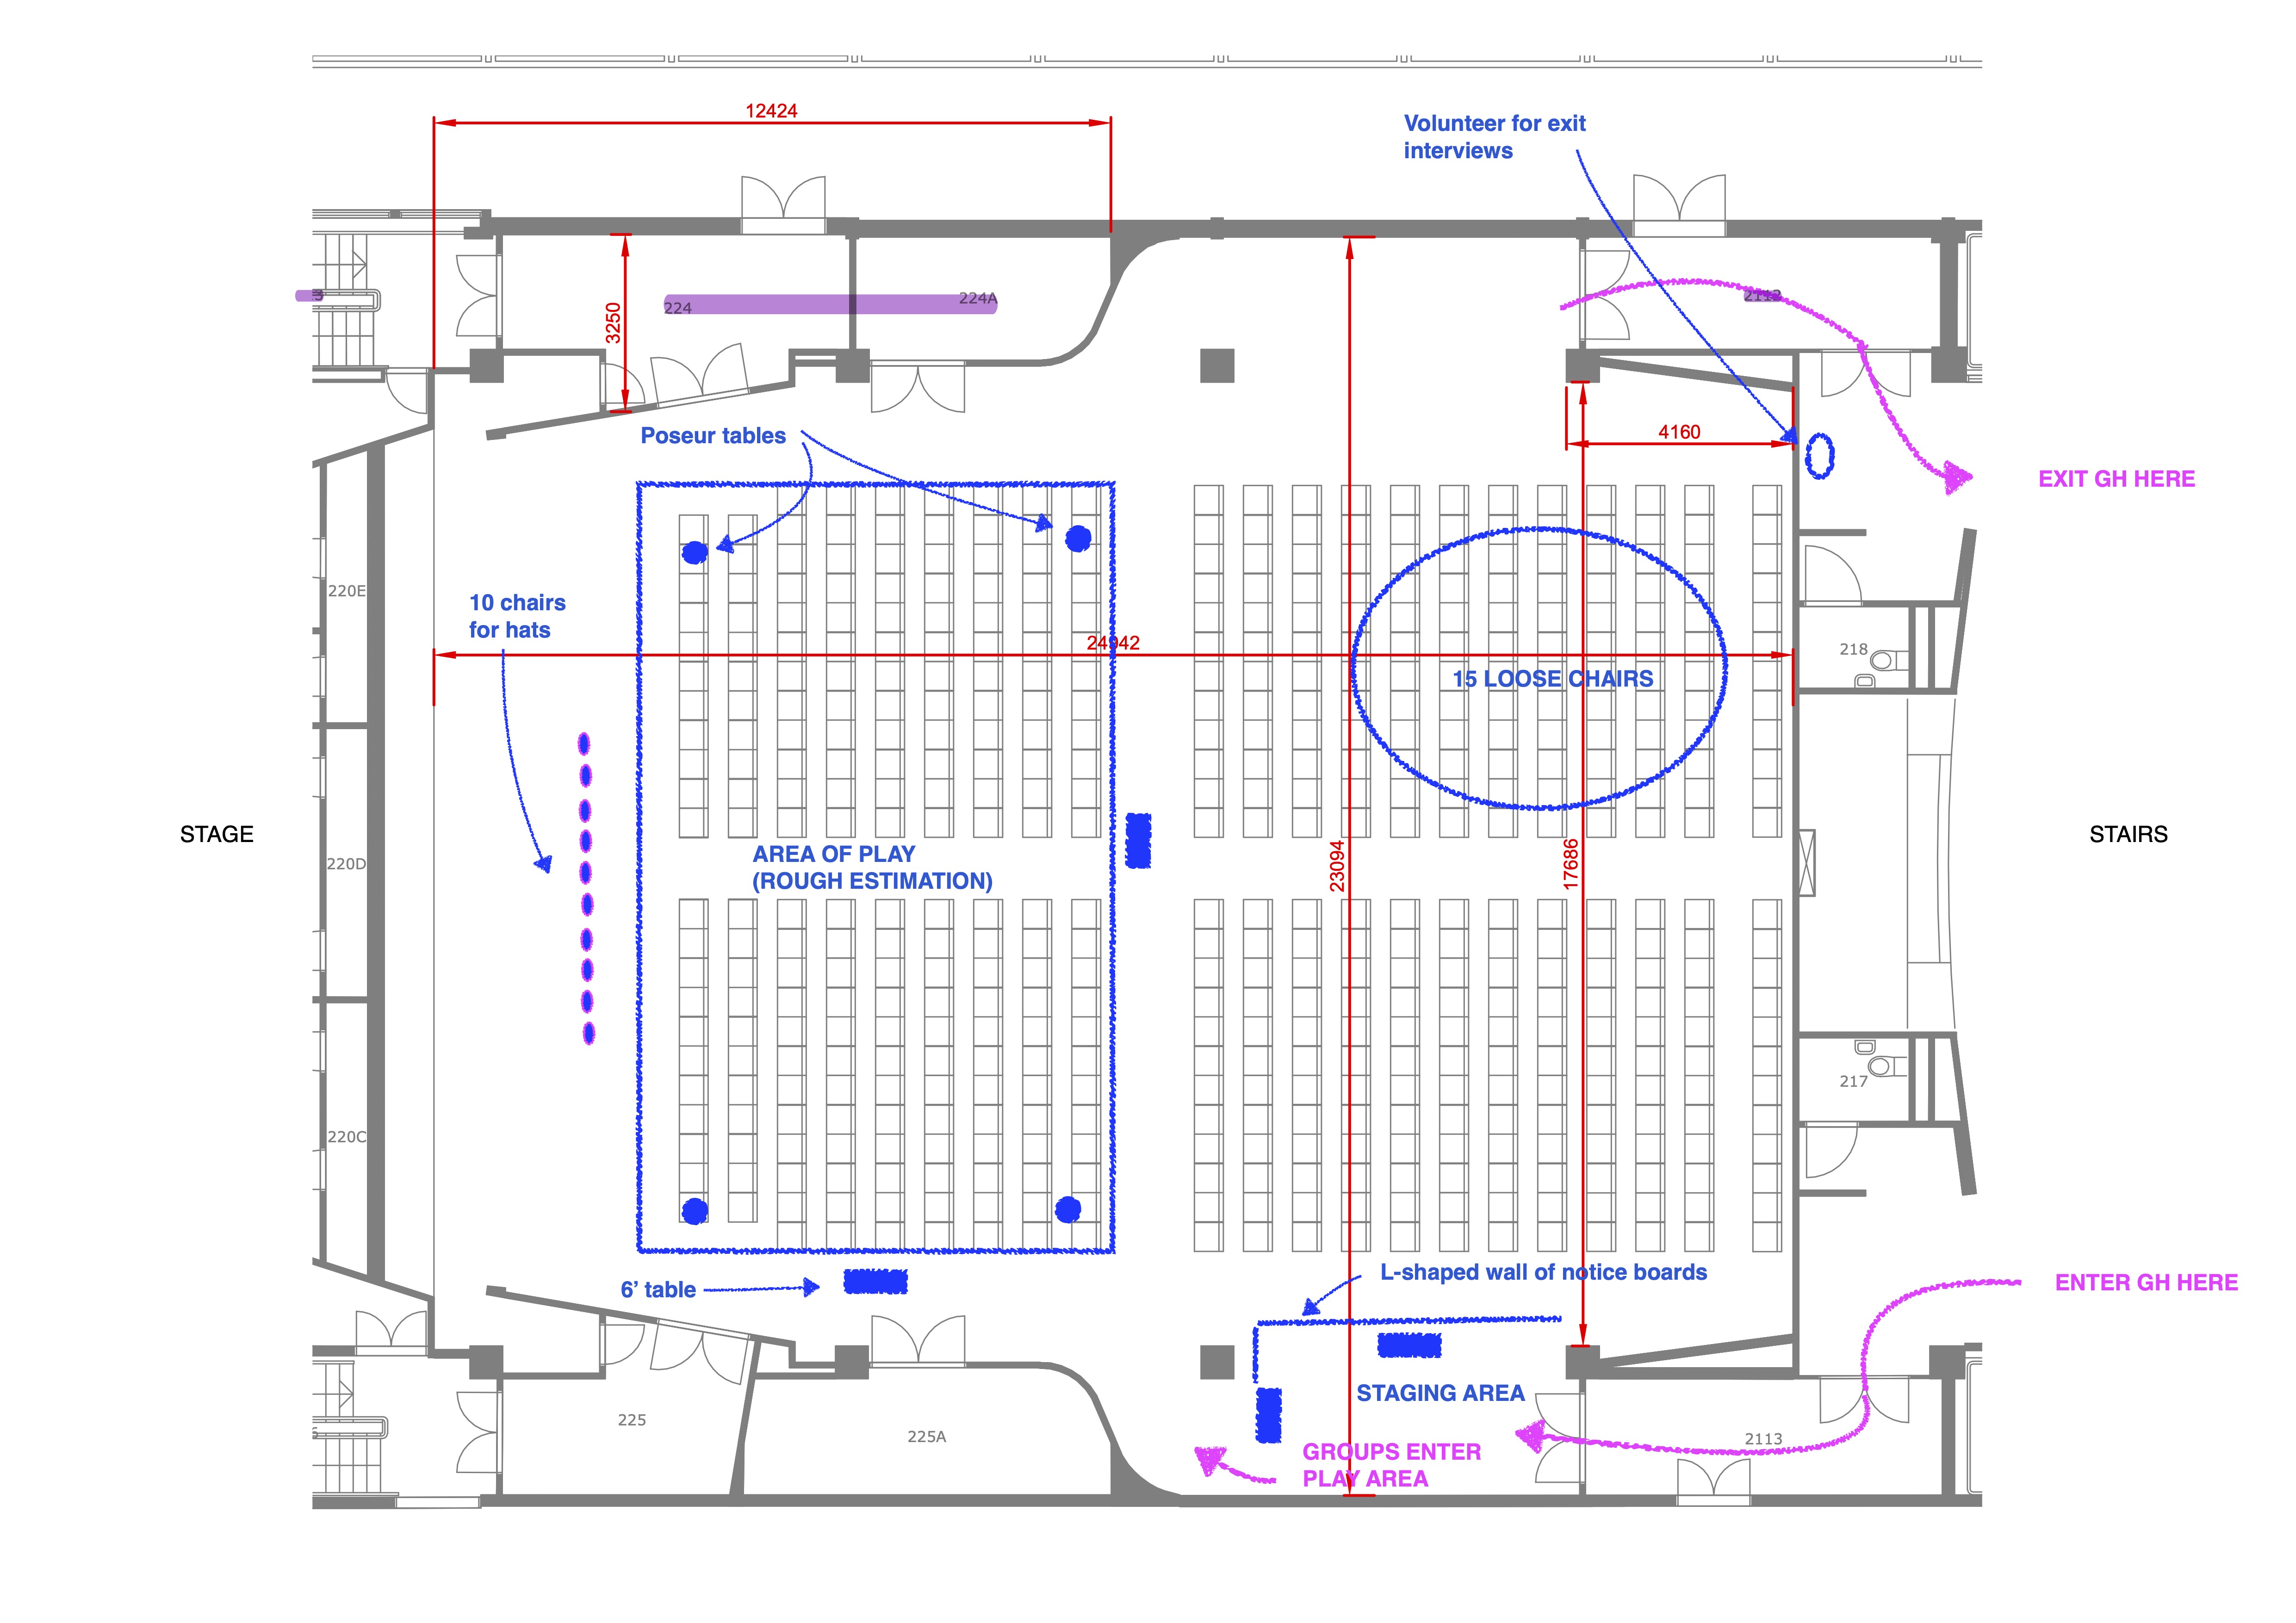 12424
Volunteer for exit
interviews
3250
224
224A
2112
Poseur tables
4160
EXIT GH HERE
220E
10 chairs
for hats
24942
218
15 LOOSE CHAIRS
STAGE
AREA OF PLAY
(ROUGH ESTIMATION)
220D
23094
17686
STAIRS
217
220C
6’ table
L-shaped wall of notice boards
ENTER GH HERE
STAGING AREA
225
225A
2113
GROUPS ENTER
PLAY AREA